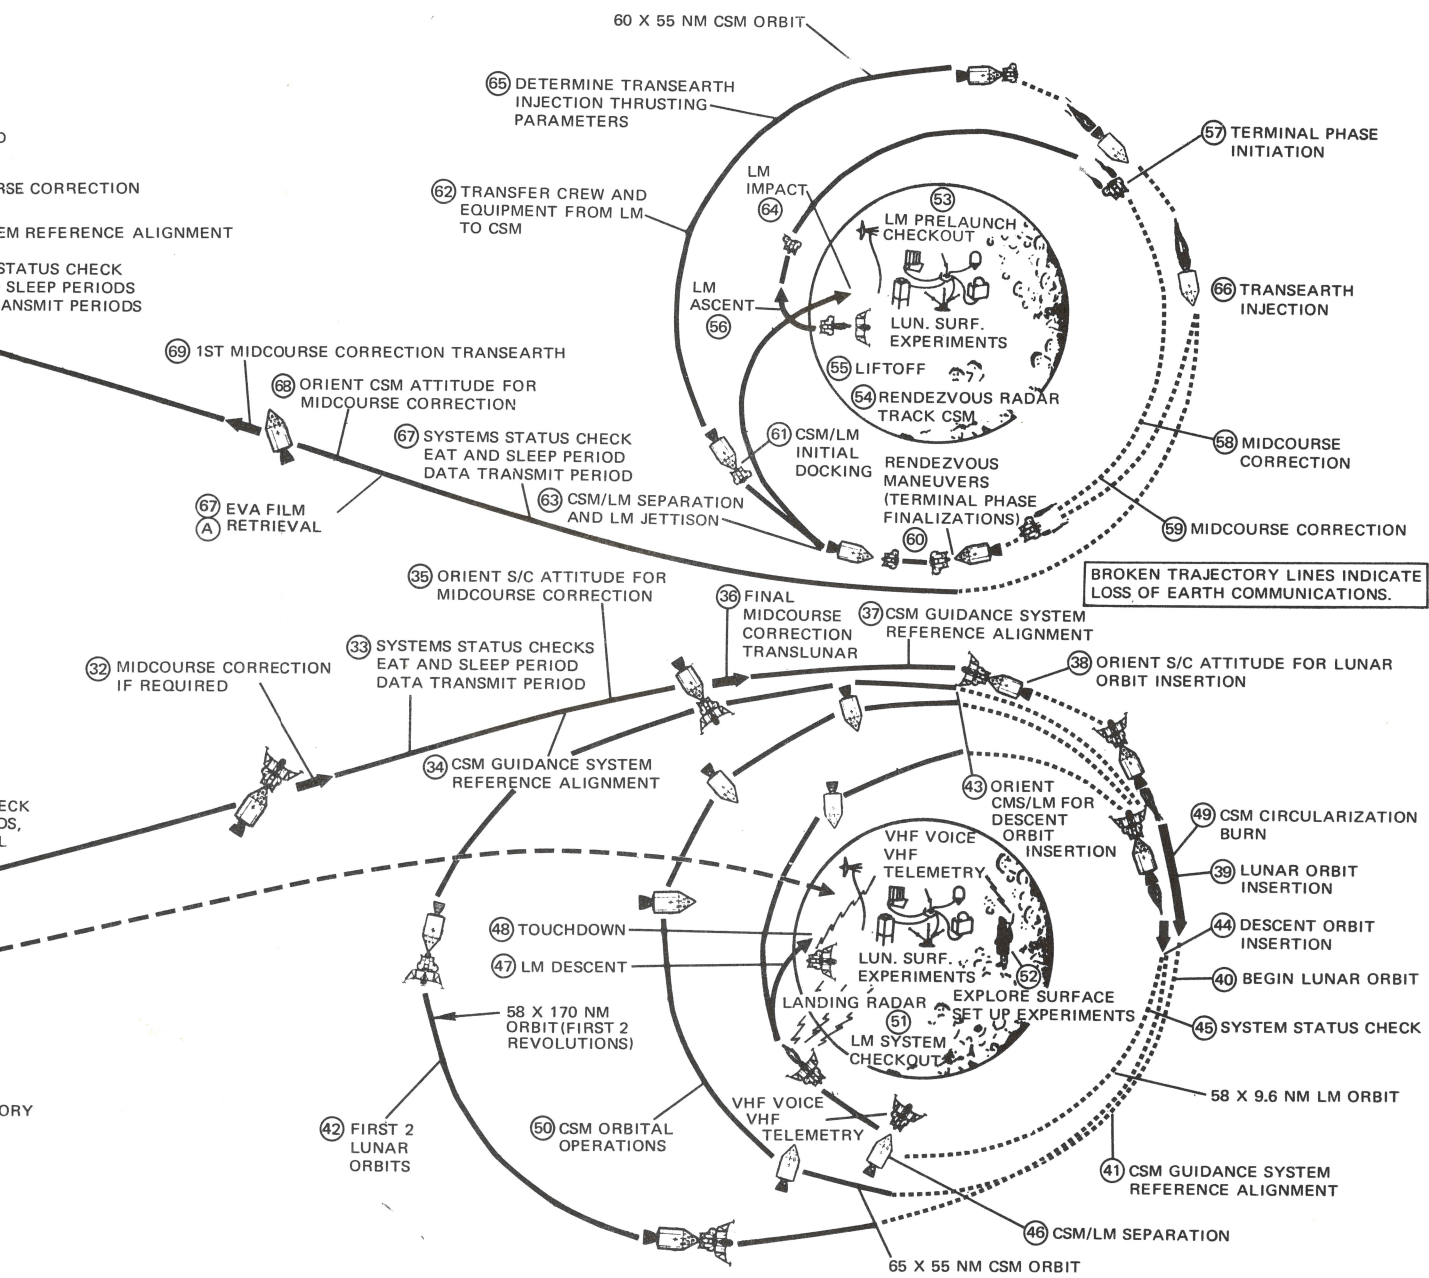 60 X 55 NM CSM ORBIT
65 DETERMINE TRANSEARTH
INJECTION THRUSTING
PARAMETERS
57 TERMINAL PHASE
INITIATION
LM
IMPACT
64
62 TRANSFER CREW AND
EQUIPMENT FROM LM
TO CSM
53
LM PRELAUNCH
CHECKOUT
RSE CORRECTION
EM REFERENCE ALIGNMENT
STATUS CHECK
SLEEP PERIODS
ANSMIT PERIODS
LM
ASCENT
56
66 TRANSEARTH
INJECTION
LUN. SURF.
EXPERIMENTS
55 LIFTOFF
54 RENDEZVOUS RADAR
TRACK CSM
69 1ST MIDCOURSE CORRECTION TRANSEARTH
68 ORIENT CSM ATTITUDE FOR
MIDCOURSE CORRECTION
67 SYSTEMS STATUS CHECK
EAT AND SLEEP PERIOD
DATA TRANSMIT PERIOD
61 CSM/LM
INITIAL
DOCKING
RENDEZVOUS
MANEUVERS
(TERMINAL PHASE
FINALIZATIONS)
60
58 MIDCOURSE
CORRECTION
63 CSM/LM SEPARATION
AND LM JETTISON
67 EVA FILM
A RETRIEVAL
59 MIDCOURSE CORRECTION
BROKEN TRAJECTORY LINES INDICATE
LOSS OF EARTH COMMUNICATIONS.
35 ORIENT S/C ATTITUDE FOR
MIDCOURSE CORRECTION
36 FINAL
MIDCOURSE
CORRECTION
TRANSLUNAR
37 CSM GUIDANCE SYSTEM
REFERENCE ALIGNMENT
33 SYSTEMS STATUS CHECKS
EAT AND SLEEP PERIOD
DATA TRANSMIT PERIOD
32 MIDCOURSE CORRECTION
IF REQUIRED
38 ORIENT S/C ATTITUDE FOR LUNAR
ORBIT INSERTION
34 CSM GUIDANCE SYSTEM
REFERENCE ALIGNMENT
43 ORIENT
CMS/LM FOR
DESCENT
ORBIT
INSERTION
ECK
DS,
L
49 CSM CIRCULARIZATION
BURN
VHF VOICE
VHF
TELEMETRY
39 LUNAR ORBIT
INSERTION
48 TOUCHDOWN
47 LM DESCENT
44 DESCENT ORBIT
INSERTION
LUN. SURF.
EXPERIMENTS
52
EXPLORE SURFACE
SET UP EXPERIMENTS
40 BEGIN LUNAR ORBIT
LANDING RADAR
51
LM SYSTEM
CHECKOUT
58 X 170 NM
ORBIT (FIRST 2
REVOLUTIONS)
45 SYSTEM STATUS CHECK
58 X 9.6 NM LM ORBIT
ORY
42 FIRST 2
LUNAR
ORBITS
50 CSM ORBITAL
OPERATIONS
VHF VOICE
VHF
TELEMETRY
41 CSM GUIDANCE SYSTEM
REFERENCE ALIGNMENT
46 CSM/LM SEPARATION
65 X 55 NM CSM ORBIT